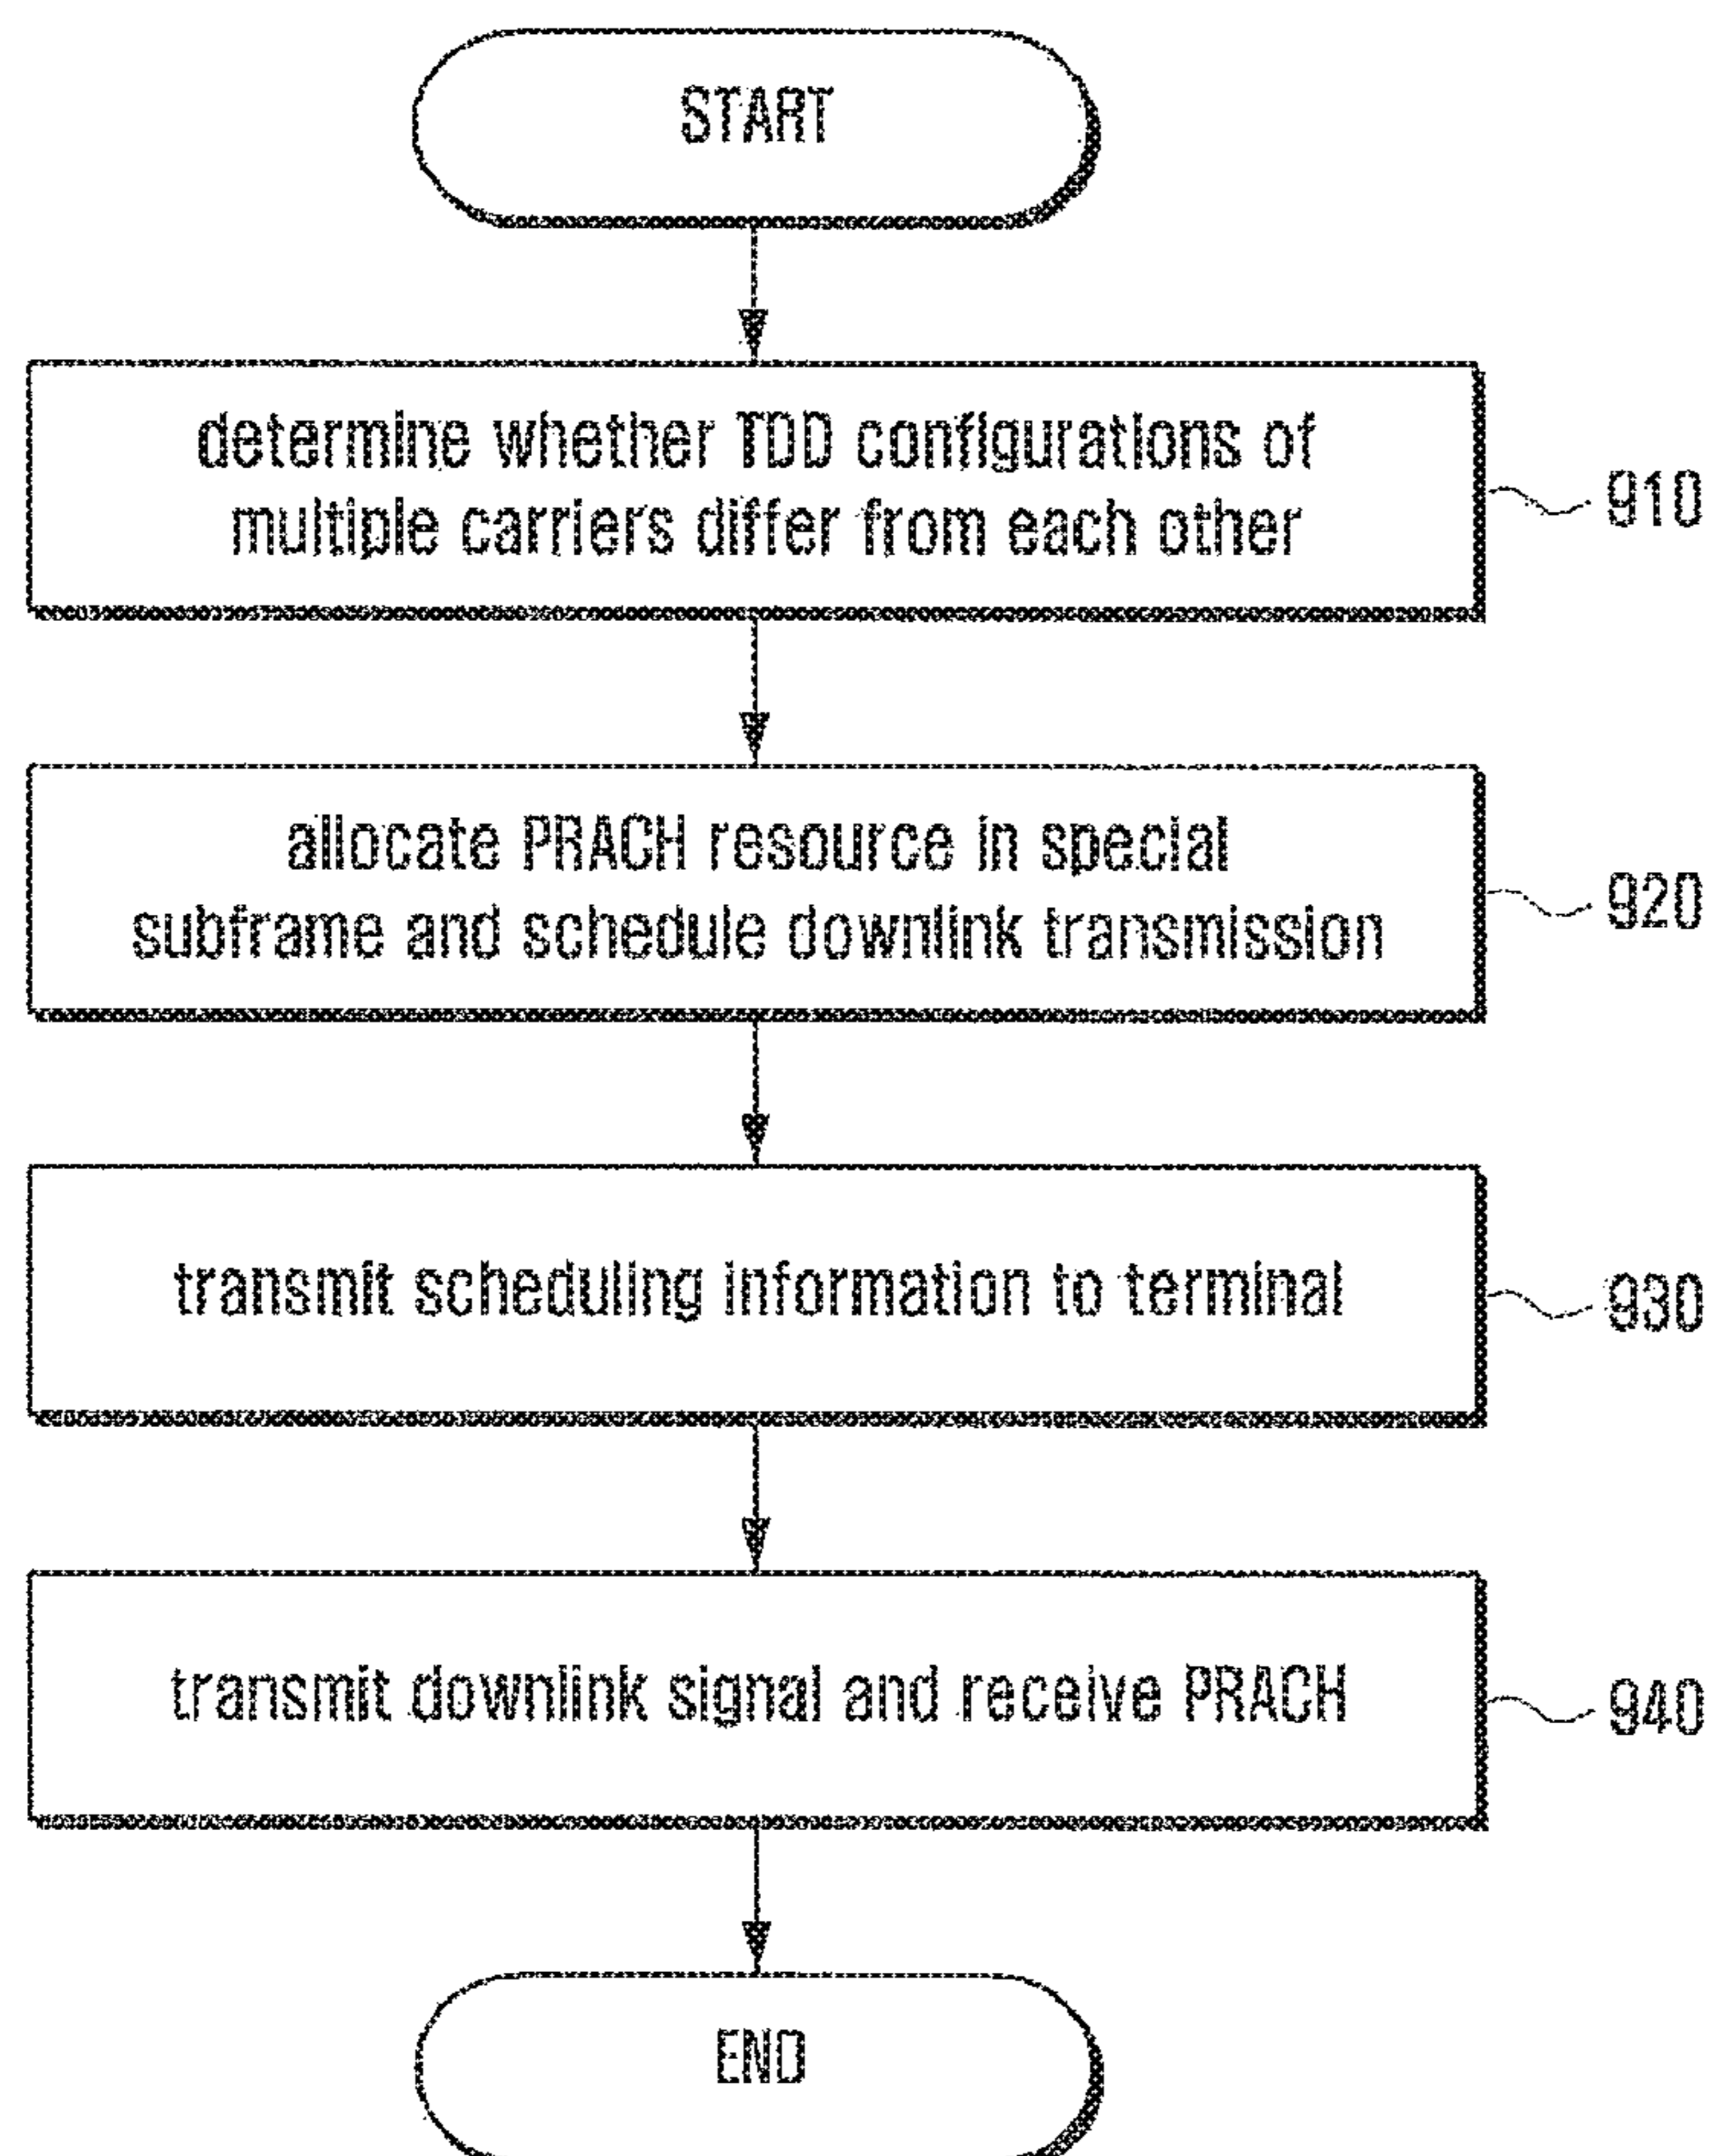 START
determine whether TDD configurations of
multiple carriers differ from each other
910
allocate PRACH resource in special
subframe and schedule downlink transmission
920
transmit scheduling information to terminal
930
transmit downlink signal and receive PRACH
940
END